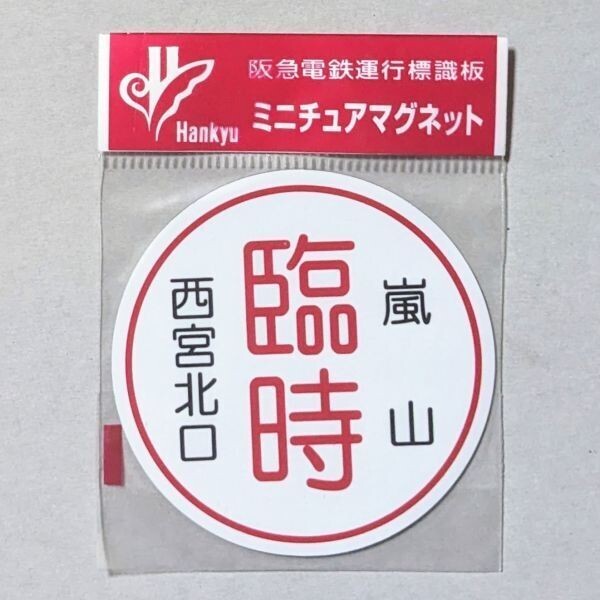 阪急電鉄運行標識板
Hankyu
ミニチュアマグネット
嵐山
臨時
西宮北口